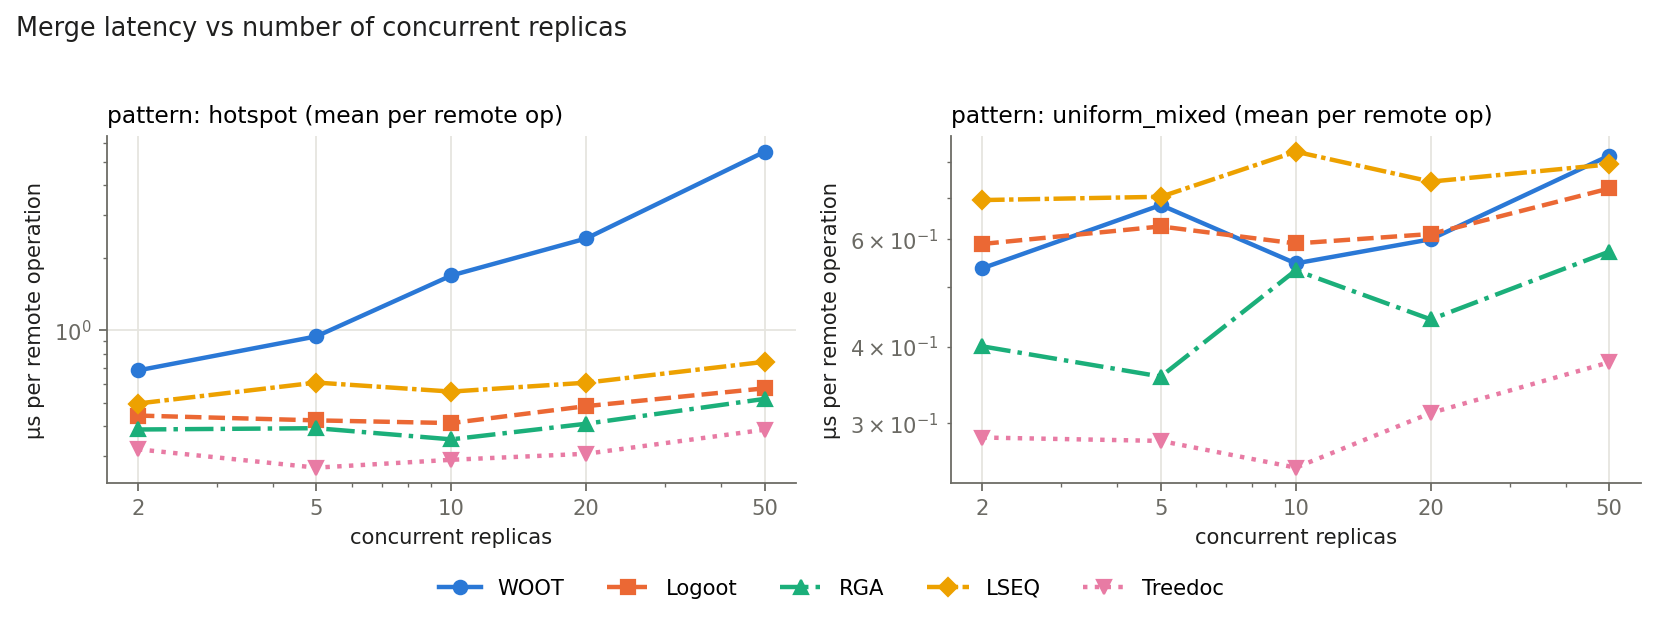 Merge latency vs number of concurrent replicas
pattern: hotspot (mean per remote op)
µs per remote operation
10⁰
2 5 10 20 50
concurrent replicas
pattern: uniform_mixed (mean per remote op)
µs per remote operation
6 × 10⁻¹
4 × 10⁻¹
3 × 10⁻¹
2 5 10 20 50
concurrent replicas
WOOT Logoot RGA LSEQ Treedoc